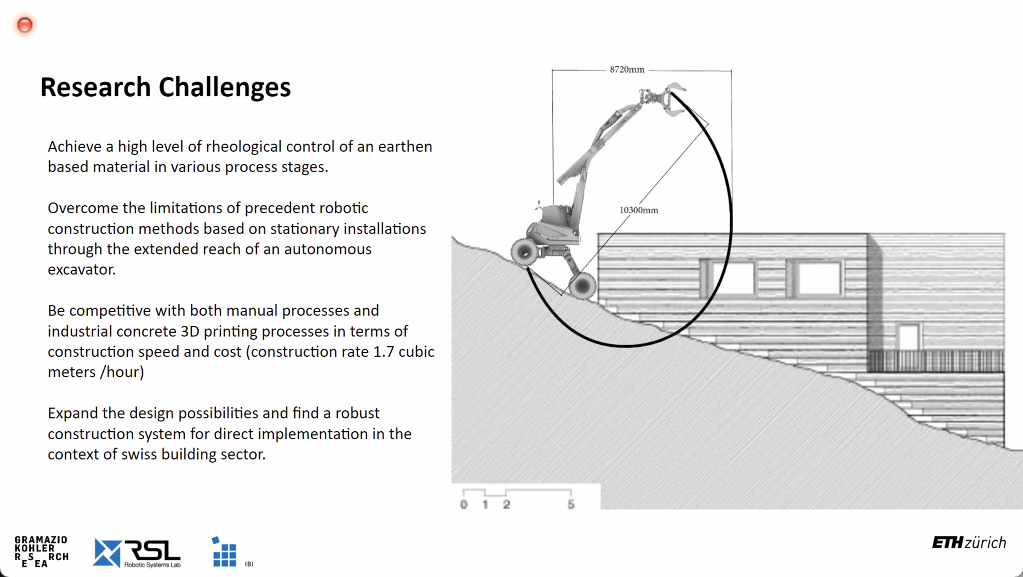 Research Challenges
Achieve a high level of rheological control of an earthen
based material in various process stages.
Overcome the limitations of precedent robotic
construction methods based on stationary installations
through the extended reach of an autonomous
excavator.
Be competitive with both manual processes and
industrial concrete 3D printing processes in terms of
construction speed and cost (construction rate 1.7 cubic
meters /hour)
Expand the design possibilities and find a robust
construction system for direct implementation in the
context of swiss building sector.
8720mm
10300mm
0 1 2 5
GRAMAZIO
KOHLER
RESEARCH
RSL
Robotic Systems Lab
IBI
ETH zürich